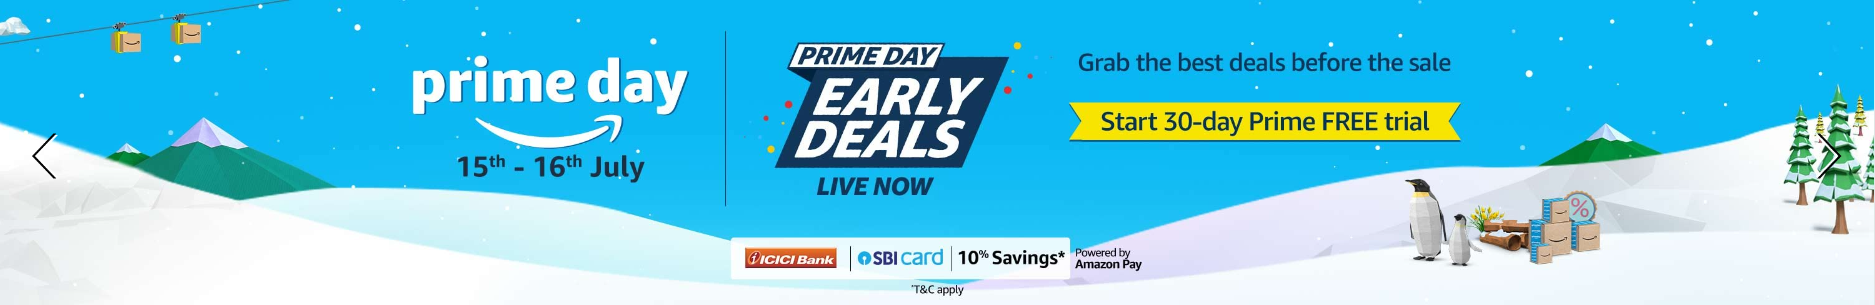 prime day
15th - 16th July
PRIME DAY
EARLY
DEALS
LIVE NOW
Grab the best deals before the sale
Start 30-day Prime FREE trial
%
ICICI Bank
SBI card
10% Savings*
Powered by
Amazon Pay
*T&C apply